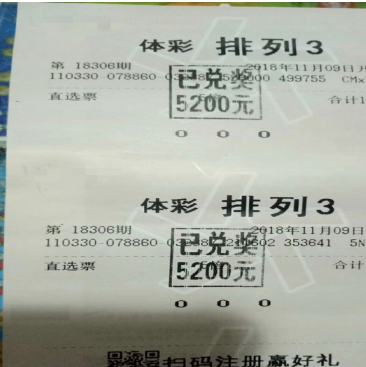 体彩 排列3
第 18306期 2018年11月09日
110330 078860 499755 CMx
已兑奖
5200元
直选票 合计1
0 0 0
体彩 排列3
第 18306期 2018年11月09日
110330-078860 353641 5N
已兑奖
5200元
直选票 合计
0 0 0
扫码注册赢好礼